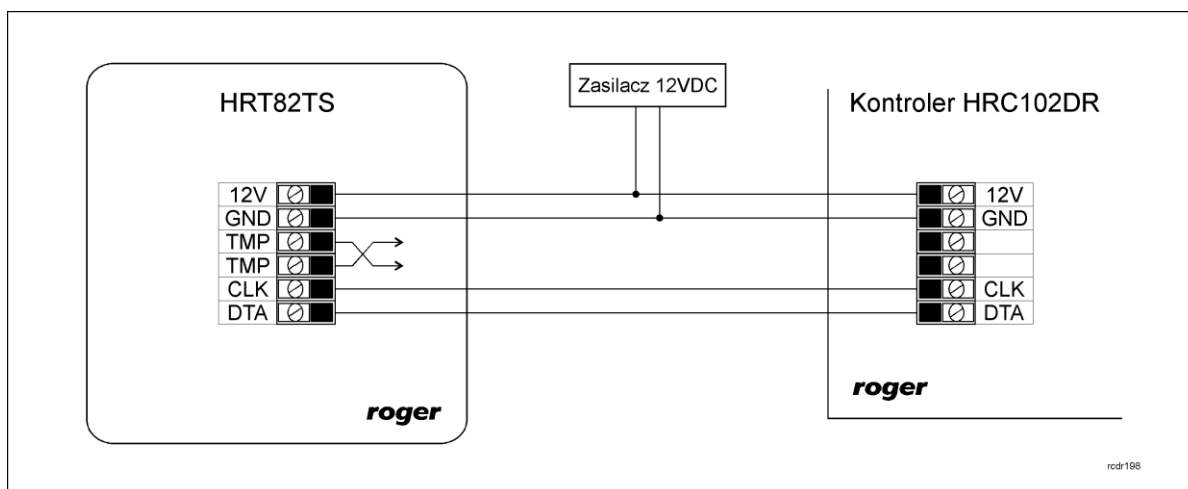 HRT82TS
Zasilacz 12VDC
Kontroler HRC102DR
12V
GND
TMP
TMP
CLK
DTA
12V
GND
CLK
DTA
roger
roger
rcdr198